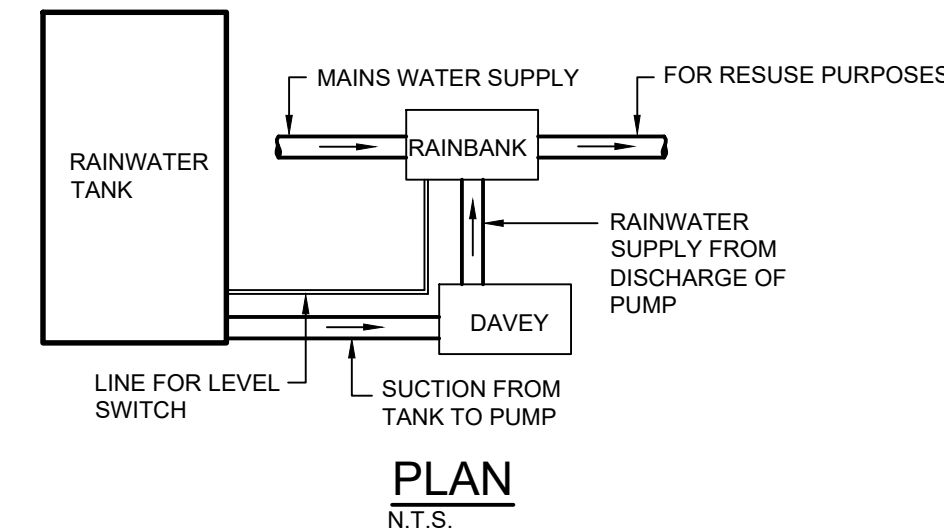 MAINS WATER SUPPLY
FOR RESUSE PURPOSES
RAINWATER
TANK
RAINBANK
RAINWATER
SUPPLY FROM
DISCHARGE OF
PUMP
DAVEY
LINE FOR LEVEL
SWITCH
SUCTION FROM
TANK TO PUMP
PLAN
N.T.S.